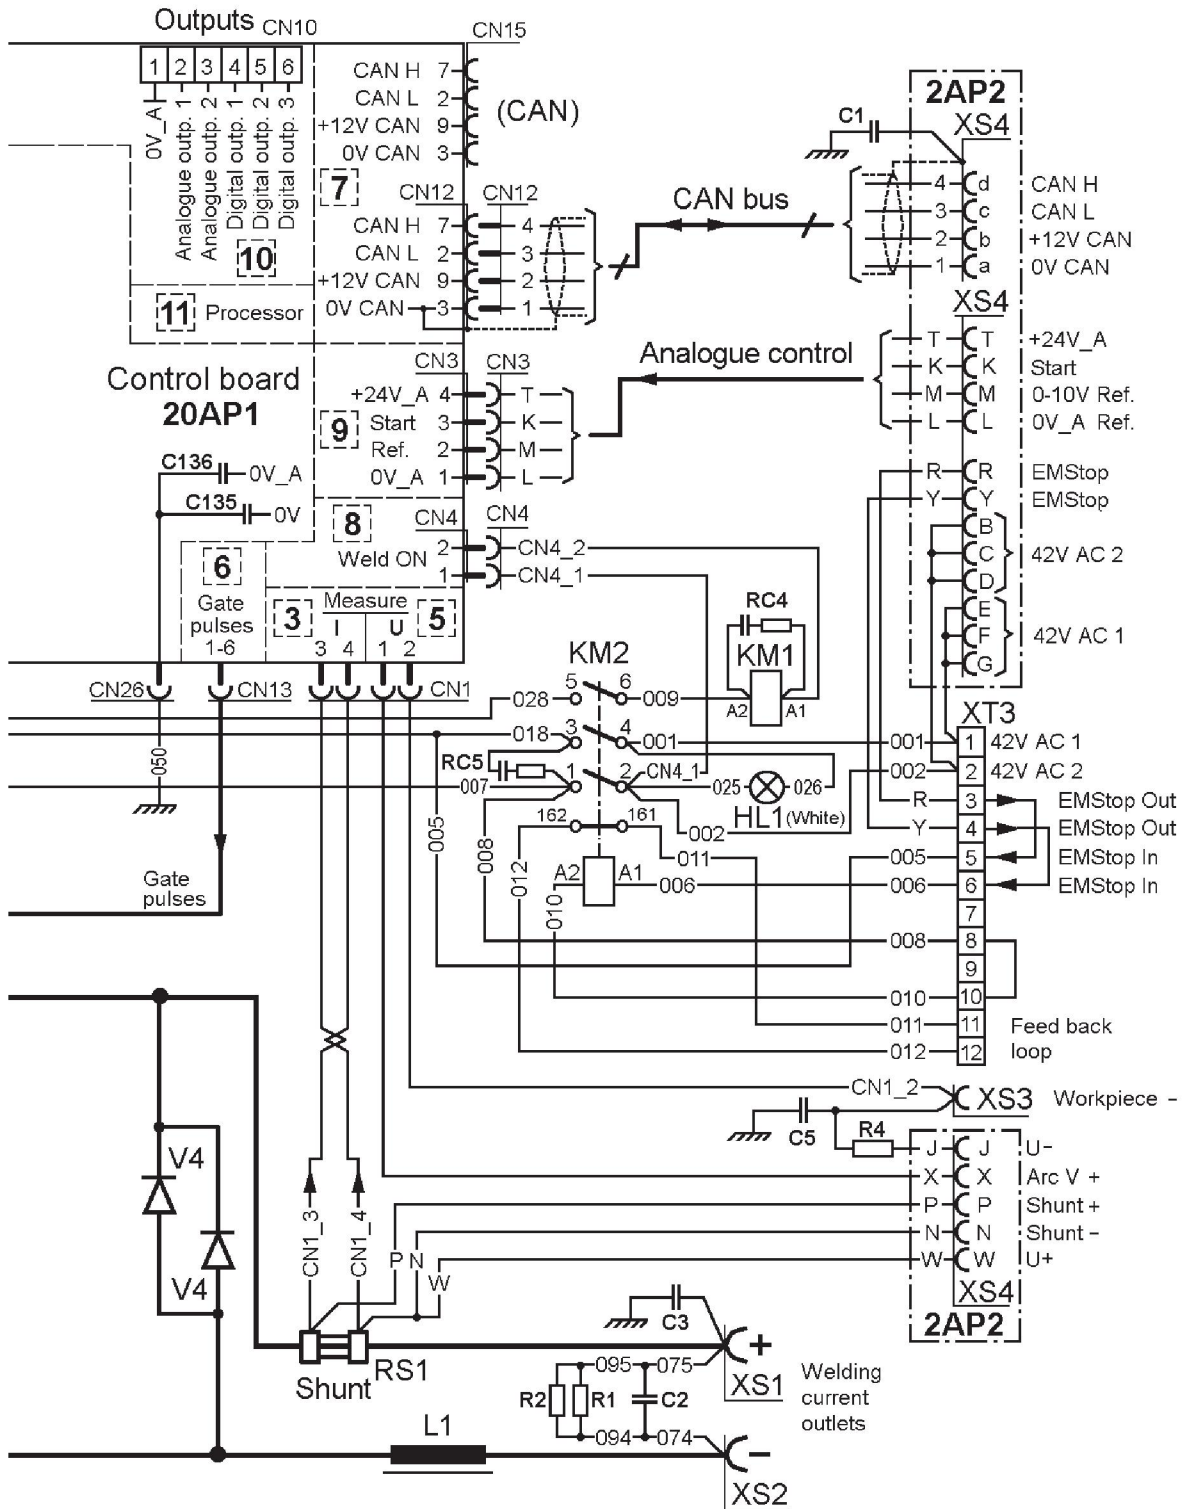 Outputs CN10
CN15
1 2 3 4 5 6
0V_A
Analogue outp. 1
Analogue outp. 2
Digital outp. 1
Digital outp. 2
Digital outp. 3
CAN H 7
CAN L 2
+12V CAN 9
0V CAN 3
(CAN)
7
CN12 CN12
CAN H 7 4
CAN L 2 3
+12V CAN 9 2
0V CAN 3 1
10
11 Processor
CAN bus
C1
2AP2
XS4
4 d CAN H
3 c CAN L
2 b +12V CAN
1 a 0V CAN
XS4
T T +24V_A
K K Start
M M 0-10V Ref.
L L 0V_A Ref.
R R EMStop
Y Y EMStop
B
C 42V AC 2
D
E
F 42V AC 1
G
Analogue control
Control board
20AP1
CN3 CN3
+24V_A 4 T
9 Start 3 K
Ref. 2 M
0V_A 1 L
C136 0V_A
C135 0V
8
CN4 CN4
2 CN4_2
Weld ON
1 CN4_1
6
Gate
pulses
1-6
3 Measure 5
I U
3 4 1 2
CN26 CN13 CN1
RC4
KM1
A2 A1
KM2
028 5 6 009
018 3 4 001
RC5
CN4_1
007 1 2 025 026
HL1 (White)
002
162 161
011
A2 A1
006
050
005
008
012
010
Gate
pulses
XT3
001 1 42V AC 1
002 2 42V AC 2
R 3 EMStop Out
Y 4 EMStop Out
005 5 EMStop In
006 6 EMStop In
7
008 8
9
010 10
011 11 Feed back
012 12 loop
CN1_2 XS3 Workpiece -
C5
R4
J J U-
X X Arc V +
P P Shunt +
N N Shunt -
W W U+
XS4
2AP2
V4
V4
CN1_3
CN1_4
P N
W
RS1
Shunt
C3
+
XS1
Welding
current
outlets
095 075
R2 R1 C2
094 074
L1
-
XS2